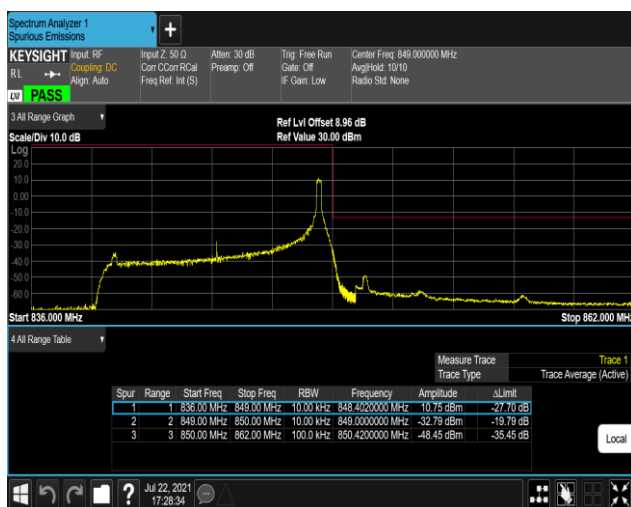 Spectrum Analyzer 1
Spurious Emissions
KEYSIGHT Input: RF Input Z: 50 Ω Atten: 30 dB Trig: Free Run Center Freq: 849.000000 MHz
RL Coupling: DC Corr CCorr RCal Preamp: Off Gate: Off Avg|Hold: 10/10
Align: Auto Freq Ref: Int (S) IF Gain: Low Radio Std: None
LXI PASS
3 All Range Graph
Ref Lvl Offset 8.96 dB
Scale/Div 10.0 dB Ref Value 30.00 dBm
Log
20.0
10.0
0.00
-10.0
-20.0
-30.0
-40.0
-50.0
-60.0
Start 836.000 MHz Stop 862.000 MHz
4 All Range Table
Measure Trace Trace 1
Trace Type Trace Average (Active)
Spur Range Start Freq Stop Freq RBW Frequency Amplitude ΔLimit
1 1 836.00 MHz 849.00 MHz 10.00 kHz 848.4020000 MHz 10.75 dBm -27.70 dB
2 2 849.00 MHz 850.00 MHz 10.00 kHz 849.0000000 MHz -32.79 dBm -19.79 dB
3 3 850.00 MHz 862.00 MHz 100.0 kHz 850.4200000 MHz -48.45 dBm -35.45 dB
Local
Jul 22, 2021
17:28:34